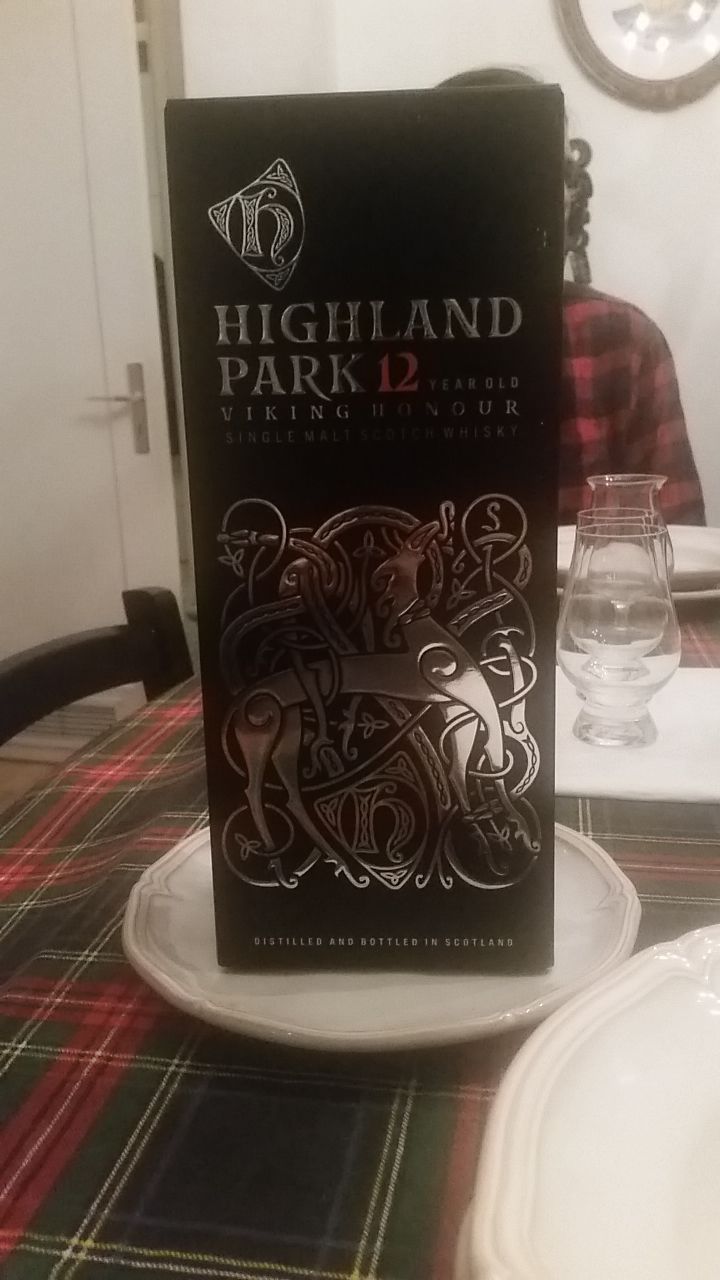 H
HIGHLAND
PARK 12 YEAR OLD
VIKING HONOUR
SINGLE MALT SCOTCH WHISKY
H
DISTILLED AND BOTTLED IN SCOTLAND